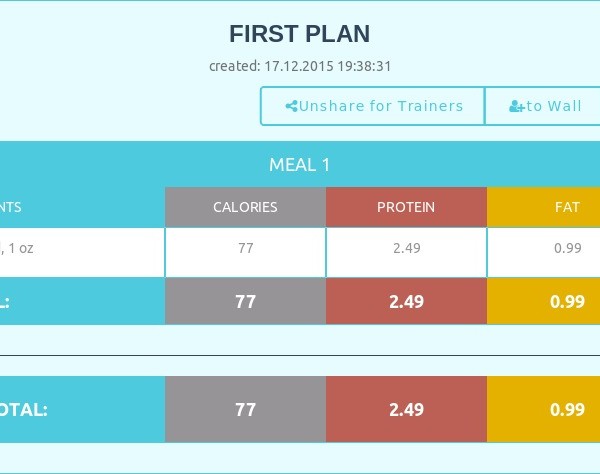 FIRST PLAN
created: 17.12.2015 19:38:31
Unshare for Trainers to Wall
MEAL 1
NTS CALORIES PROTEIN FAT
, 1 oz 77 2.49 0.99
L: 77 2.49 0.99
OTAL: 77 2.49 0.99